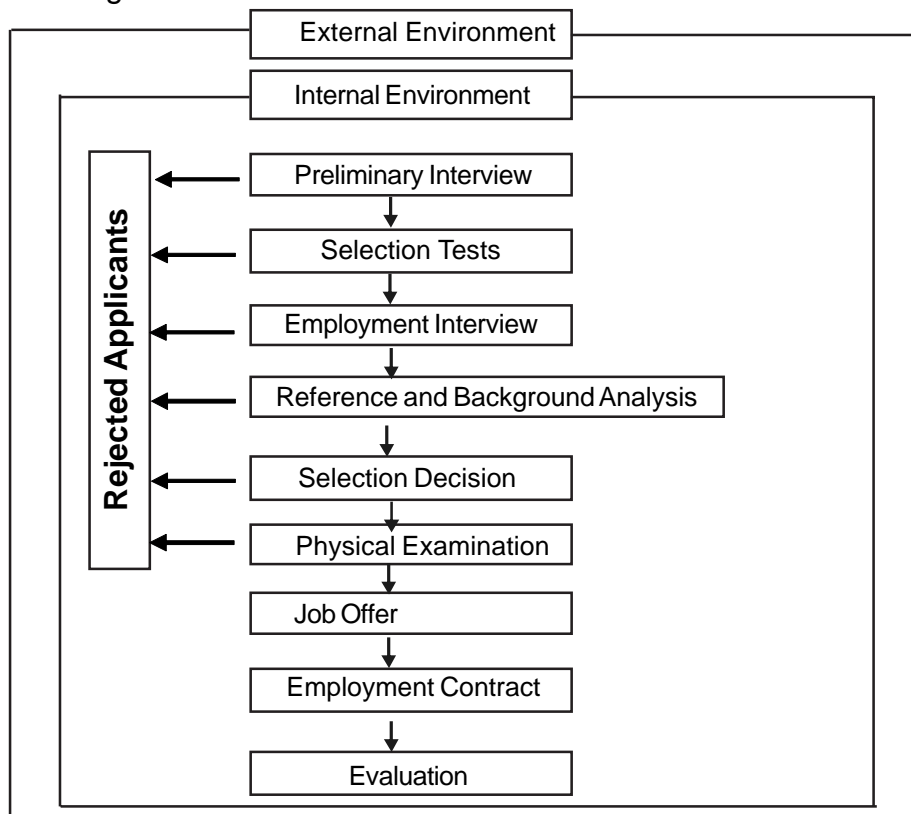 External Environment
Internal Environment
Rejected Applicants
Preliminary Interview
Selection Tests
Employment Interview
Reference and Background Analysis
Selection Decision
Physical Examination
Job Offer
Employment Contract
Evaluation